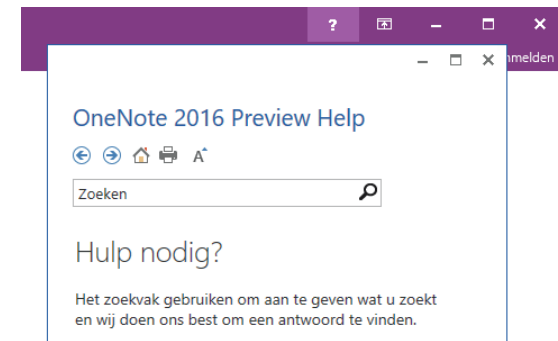 ?
nmelden
OneNote 2016 Preview Help
A
Zoeken
Hulp nodig?
Het zoekvak gebruiken om aan te geven wat u zoekt
en wij doen ons best om een antwoord te vinden.